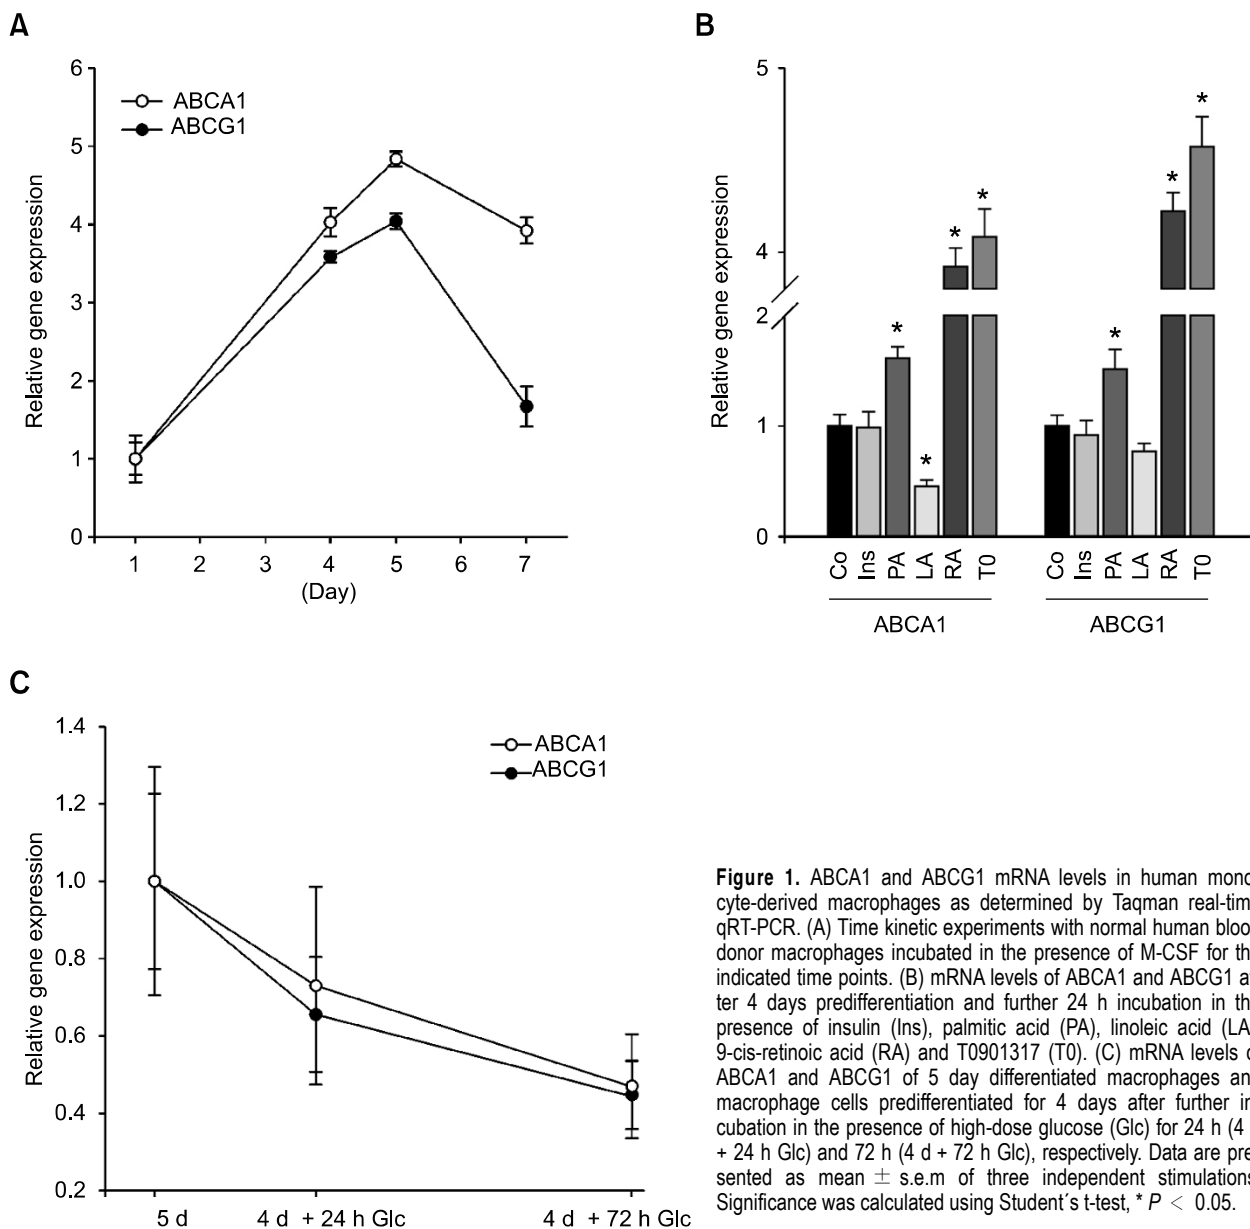 A
6
5
4
3
2
1
0
Relative gene expression
ABCA1
ABCG1
1 2 3 4 5 6 7
(Day)
B
5
4
2
1
0
Relative gene expression
* * * * * * *
Co Ins PA LA RA T0 Co Ins PA LA RA T0
ABCA1 ABCG1
C
1.4
1.2
1.0
0.8
0.6
0.4
0.2
Relative gene expression
ABCA1
ABCG1
5 d 4 d + 24 h Glc 4 d + 72 h Glc
Figure 1. ABCA1 and ABCG1 mRNA levels in human mono
cyte-derived macrophages as determined by Taqman real-tim
qRT-PCR. (A) Time kinetic experiments with normal human bloo
donor macrophages incubated in the presence of M-CSF for th
indicated time points. (B) mRNA levels of ABCA1 and ABCG1 a
ter 4 days predifferentiation and further 24 h incubation in th
presence of insulin (Ins), palmitic acid (PA), linoleic acid (LA
9-cis-retinoic acid (RA) and T0901317 (T0). (C) mRNA levels o
ABCA1 and ABCG1 of 5 day differentiated macrophages an
macrophage cells predifferentiated for 4 days after further in
cubation in the presence of high-dose glucose (Glc) for 24 h (4
+ 24 h Glc) and 72 h (4 d + 72 h Glc), respectively. Data are pre
sented as mean ± s.e.m of three independent stimulations
Significance was calculated using Student´s t-test, * P < 0.05.